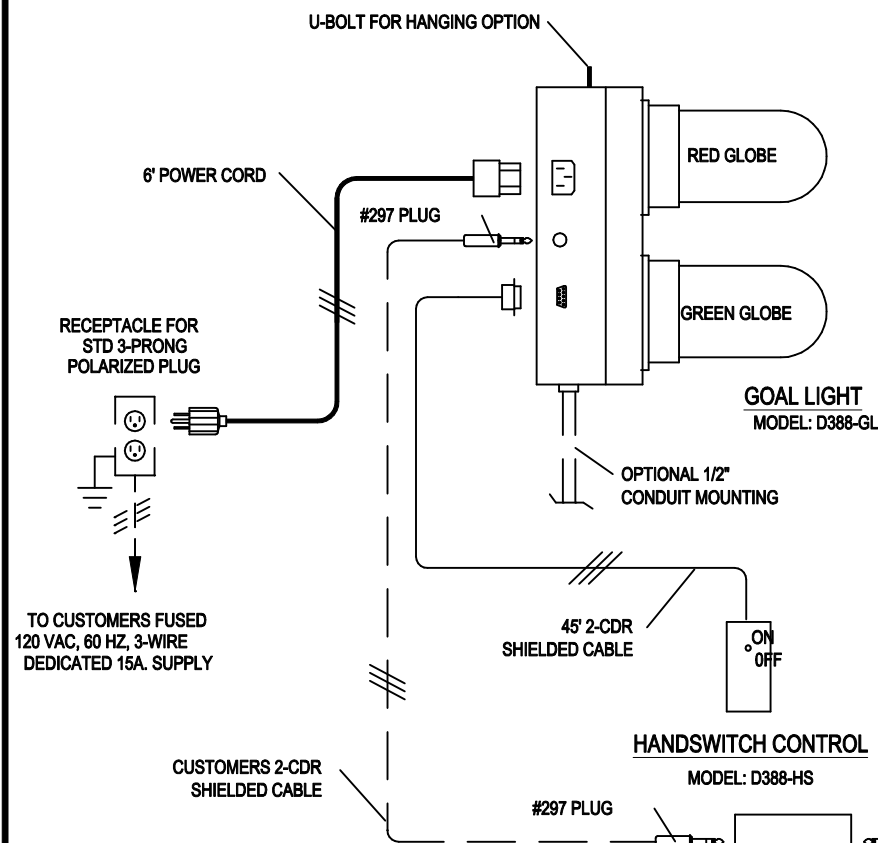 U-BOLT FOR HANGING OPTION
RED GLOBE
6' POWER CORD
#297 PLUG
GREEN GLOBE
RECEPTACLE FOR
STD 3-PRONG
POLARIZED PLUG
GOAL LIGHT
MODEL: D388-GL
OPTIONAL 1/2"
CONDUIT MOUNTING
TO CUSTOMERS FUSED
120 VAC, 60 HZ, 3-WIRE
DEDICATED 15A. SUPPLY
45' 2-CDR
SHIELDED CABLE
ON
OFF
HANDSWITCH CONTROL
MODEL: D388-HS
CUSTOMERS 2-CDR
SHIELDED CABLE
#297 PLUG